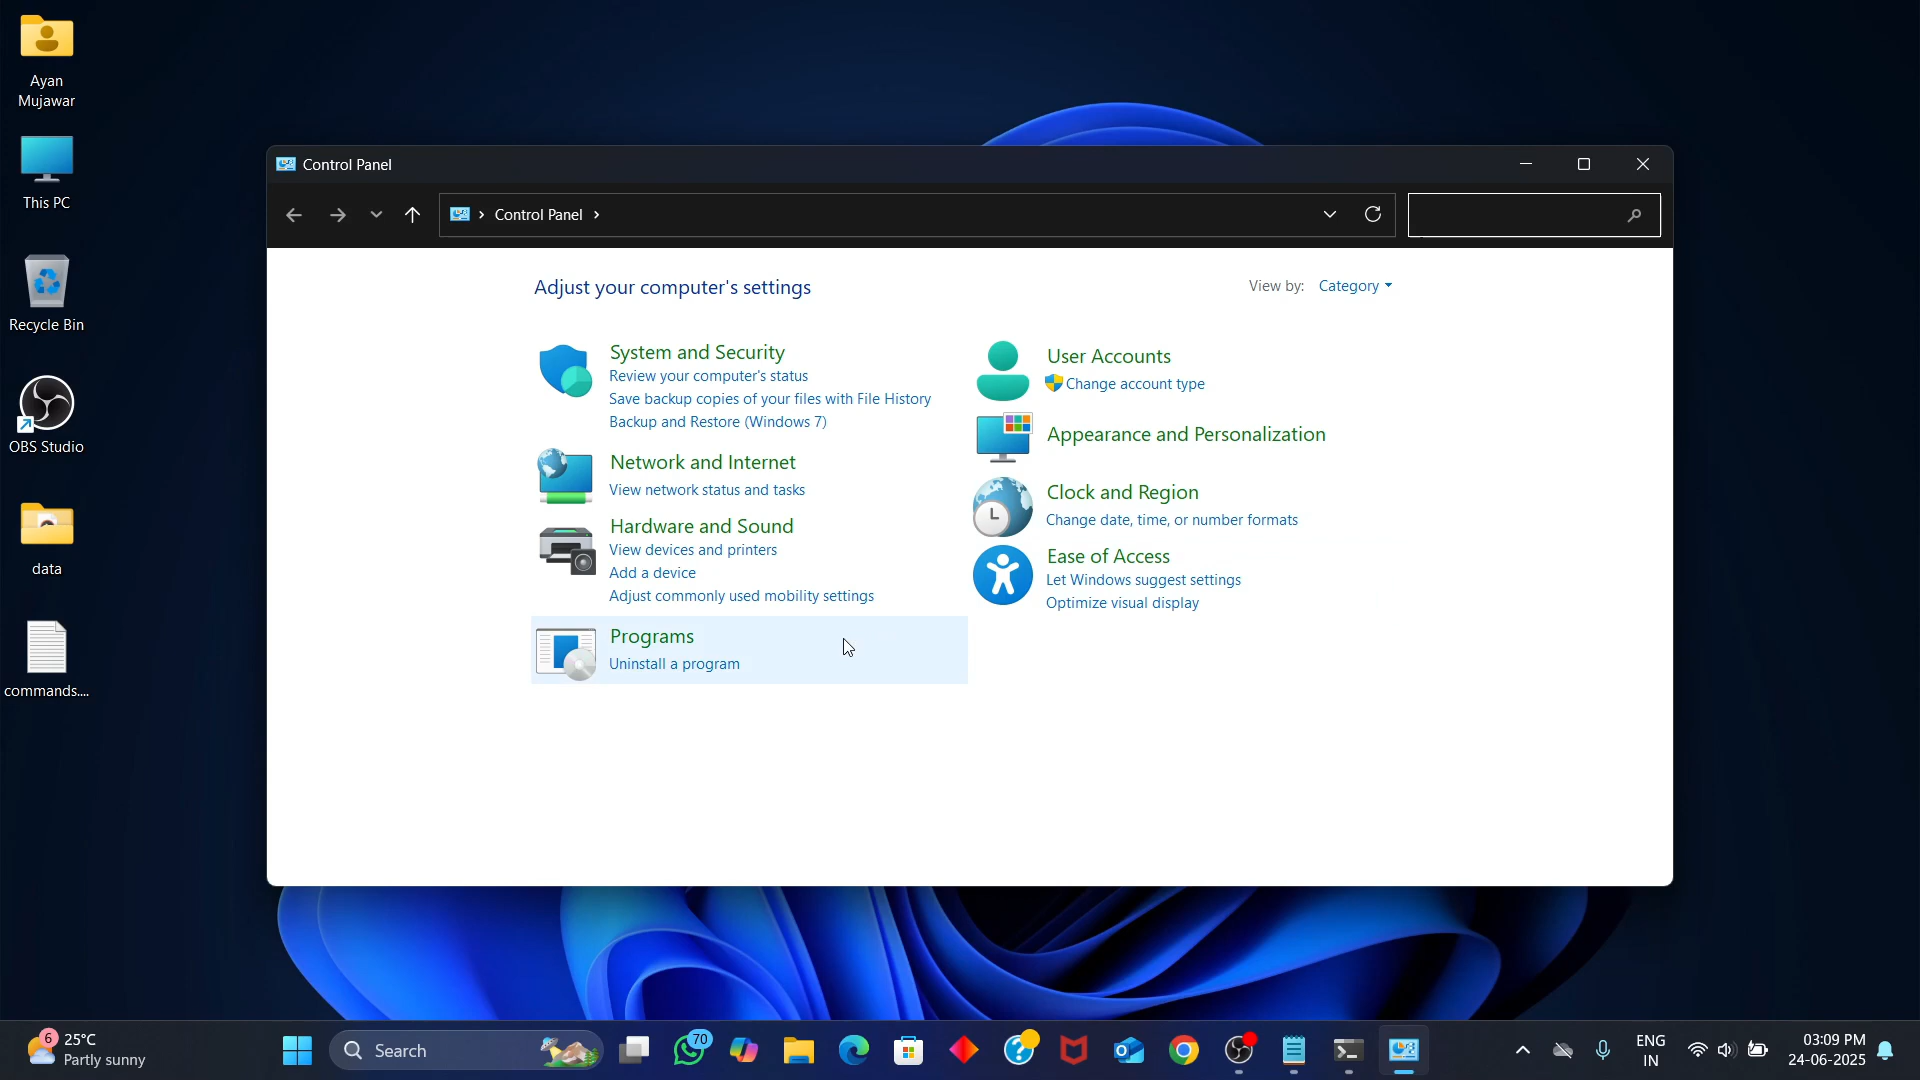 Ayan
Mujawar
This PC
Recycle Bin
OBS Studio
data
commands....
Control Panel
Control Panel
Adjust your computer's settings
View by: Category
System and Security
Review your computer's status
Save backup copies of your files with File History
Backup and Restore (Windows 7)
Network and Internet
View network status and tasks
Hardware and Sound
View devices and printers
Add a device
Adjust commonly used mobility settings
Programs
Uninstall a program
User Accounts
Change account type
Appearance and Personalization
Clock and Region
Change date, time, or number formats
Ease of Access
Let Windows suggest settings
Optimize visual display
6
25°C
Partly sunny
Search
70
ENG
IN
03:09 PM
24-06-2025